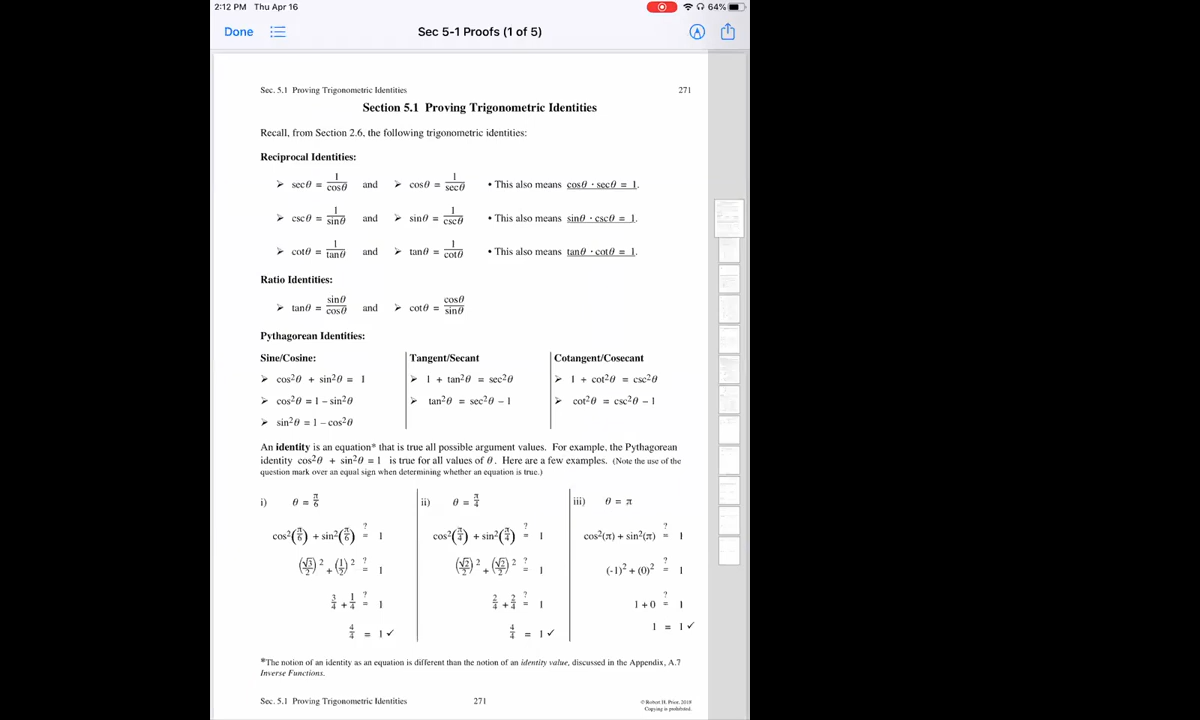 2:12 PM Thu Apr 16 64%
Done Sec 5-1 Proofs (1 of 5)
Sec. 5.1 Proving Trigonometric Identities 271
Section 5.1 Proving Trigonometric Identities
Recall, from Section 2.6, the following trigonometric identities:
Reciprocal Identities:
➢ secθ = 1/cosθ and ➢ cosθ = 1/secθ • This also means cosθ · secθ = 1.
➢ cscθ = 1/sinθ and ➢ sinθ = 1/cscθ • This also means sinθ · cscθ = 1.
➢ cotθ = 1/tanθ and ➢ tanθ = 1/cotθ • This also means tanθ · cotθ = 1.
Ratio Identities:
➢ tanθ = sinθ/cosθ and ➢ cotθ = cosθ/sinθ
Pythagorean Identities:
Sine/Cosine: Tangent/Secant Cotangent/Cosecant
➢ cos²θ + sin²θ = 1 ➢ 1 + tan²θ = sec²θ ➢ 1 + cot²θ = csc²θ
➢ cos²θ = 1 – sin²θ ➢ tan²θ = sec²θ – 1 ➢ cot²θ = csc²θ – 1
➢ sin²θ = 1 – cos²θ
An identity is an equation* that is true all possible argument values. For example, the Pythagorean
identity cos²θ + sin²θ = 1 is true for all values of θ. Here are a few examples. (Note the use of the
question mark over an equal sign when determining whether an equation is true.)
i) θ = π/6 ii) θ = π/4 iii) θ = π
cos²(π/6) + sin²(π/6) ?= 1 cos²(π/4) + sin²(π/4) ?= 1 cos²(π) + sin²(π) ?= 1
(√3/2)² + (1/2)² ?= 1 (√2/2)² + (√2/2)² ?= 1 (-1)² + (0)² ?= 1
3/4 + 1/4 ?= 1 2/4 + 2/4 ?= 1 1 + 0 ?= 1
4/4 = 1 ✓ 4/4 = 1 ✓ 1 = 1 ✓
*The notion of an identity as an equation is different than the notion of an identity value, discussed in the Appendix, A.7
Inverse Functions.
Sec. 5.1 Proving Trigonometric Identities 271 © Robert H. Prior, 2018
Copying is prohibited.